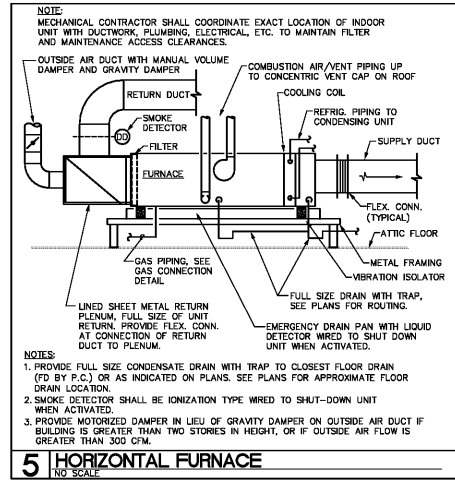 NOTE:
MECHANICAL CONTRACTOR SHALL COORDINATE EXACT LOCATION OF INDOOR
UNIT WITH DUCTWORK, PLUMBING, ELECTRICAL, ETC. TO MAINTAIN FILTER
AND MAINTENANCE ACCESS CLEARANCES.
OUTSIDE AIR DUCT WITH MANUAL VOLUME
DAMPER AND GRAVITY DAMPER
COMBUSTION AIR/VENT PIPING UP
TO CONCENTRIC VENT CAP ON ROOF
RETURN DUCT
COOLING COIL
SMOKE
DETECTOR
DD
REFRIG. PIPING TO
CONDENSING UNIT
FILTER
SUPPLY DUCT
FURNACE
FLEX. CONN.
(TYPICAL)
ATTIC FLOOR
GAS PIPING, SEE
GAS CONNECTION
DETAIL
METAL FRAMING
VIBRATION ISOLATOR
FULL SIZE DRAIN WITH TRAP,
SEE PLANS FOR ROUTING.
LINED SHEET METAL RETURN
PLENUM, FULL SIZE OF UNIT
RETURN. PROVIDE FLEX. CONN.
AT CONNECTION OF RETURN
DUCT TO PLENUM.
EMERGENCY DRAIN PAN WITH LIQUID
DETECTOR WIRED TO SHUT DOWN
UNIT WHEN ACTIVATED.
NOTES:
1. PROVIDE FULL SIZE CONDENSATE DRAIN WITH TRAP TO CLOSEST FLOOR DRAIN
(FD BY P.C.) OR AS INDICATED ON PLANS. SEE PLANS FOR APPROXIMATE FLOOR
DRAIN LOCATION.
2. SMOKE DETECTOR SHALL BE IONIZATION TYPE WIRED TO SHUT-DOWN UNIT
WHEN ACTIVATED.
3. PROVIDE MOTORIZED DAMPER IN LIEU OF GRAVITY DAMPER ON OUTSIDE AIR DUCT IF
BUILDING IS GREATER THAN TWO STORIES IN HEIGHT, OR IF OUTSIDE AIR FLOW IS
GREATER THAN 300 CFM.
5 HORIZONTAL FURNACE
NO SCALE